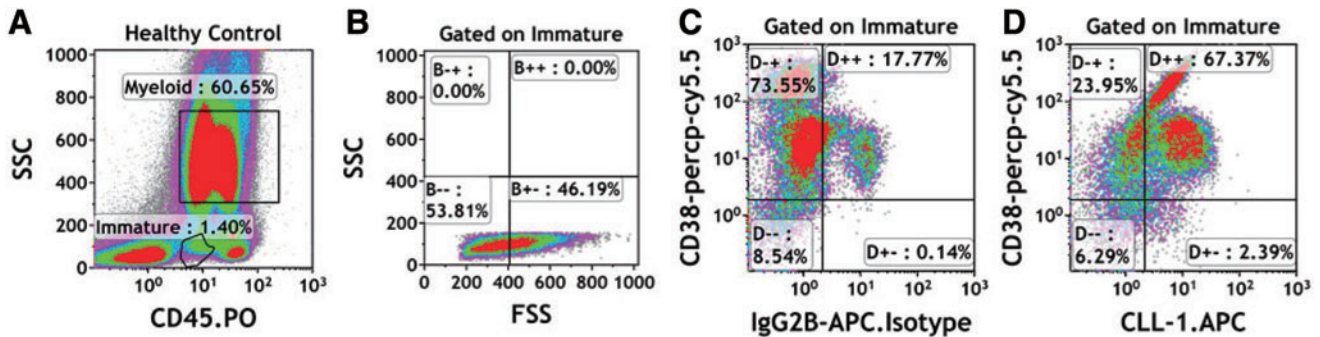 A
Healthy Control
SSC
1000
800
600
400
200
0
Myeloid : 60.65%
Immature : 1.40%
10⁰
10¹
10²
10³
CD45.PO
B
Gated on Immature
SSC
1000
800
600
400
200
0
B-+ :
0.00%
B++ : 0.00%
B-- :
53.81%
B+- : 46.19%
0
200
400
600
800
1000
FSS
C
Gated on Immature
CD38-percp-cy5.5
10³
10²
10¹
10⁰
D-+ :
73.55%
D++ : 17.77%
D-- :
8.54%
D+- : 0.14%
10⁰
10¹
10²
10³
IgG2B-APC.Isotype
D
Gated on Immature
CD38-percp-cy5.5
10³
10²
10¹
10⁰
D-+ :
23.95%
D++ : 67.37%
D-- :
6.29%
D+- : 2.39%
10⁰
10¹
10²
10³
CLL-1.APC